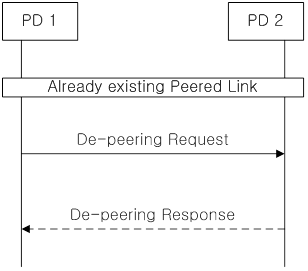 PD 1
PD 2
Already existing Peered Link
De-peering Request
De-peering Response